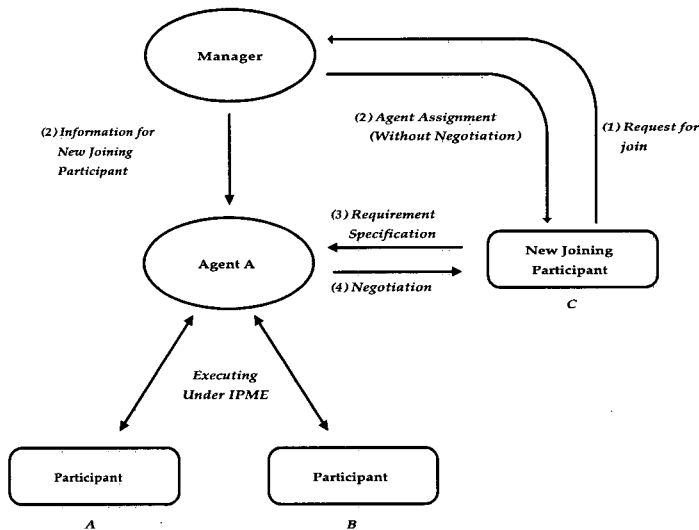 Manager
(2) Information for
New Joining
Participant
(2) Agent Assignment
(Without Negotiation)
(1) Request for
join
(3) Requirement
Specification
Agent A
(4) Negotiation
New Joining
Participant
C
Executing
Under IPME
Participant
Participant
A
B